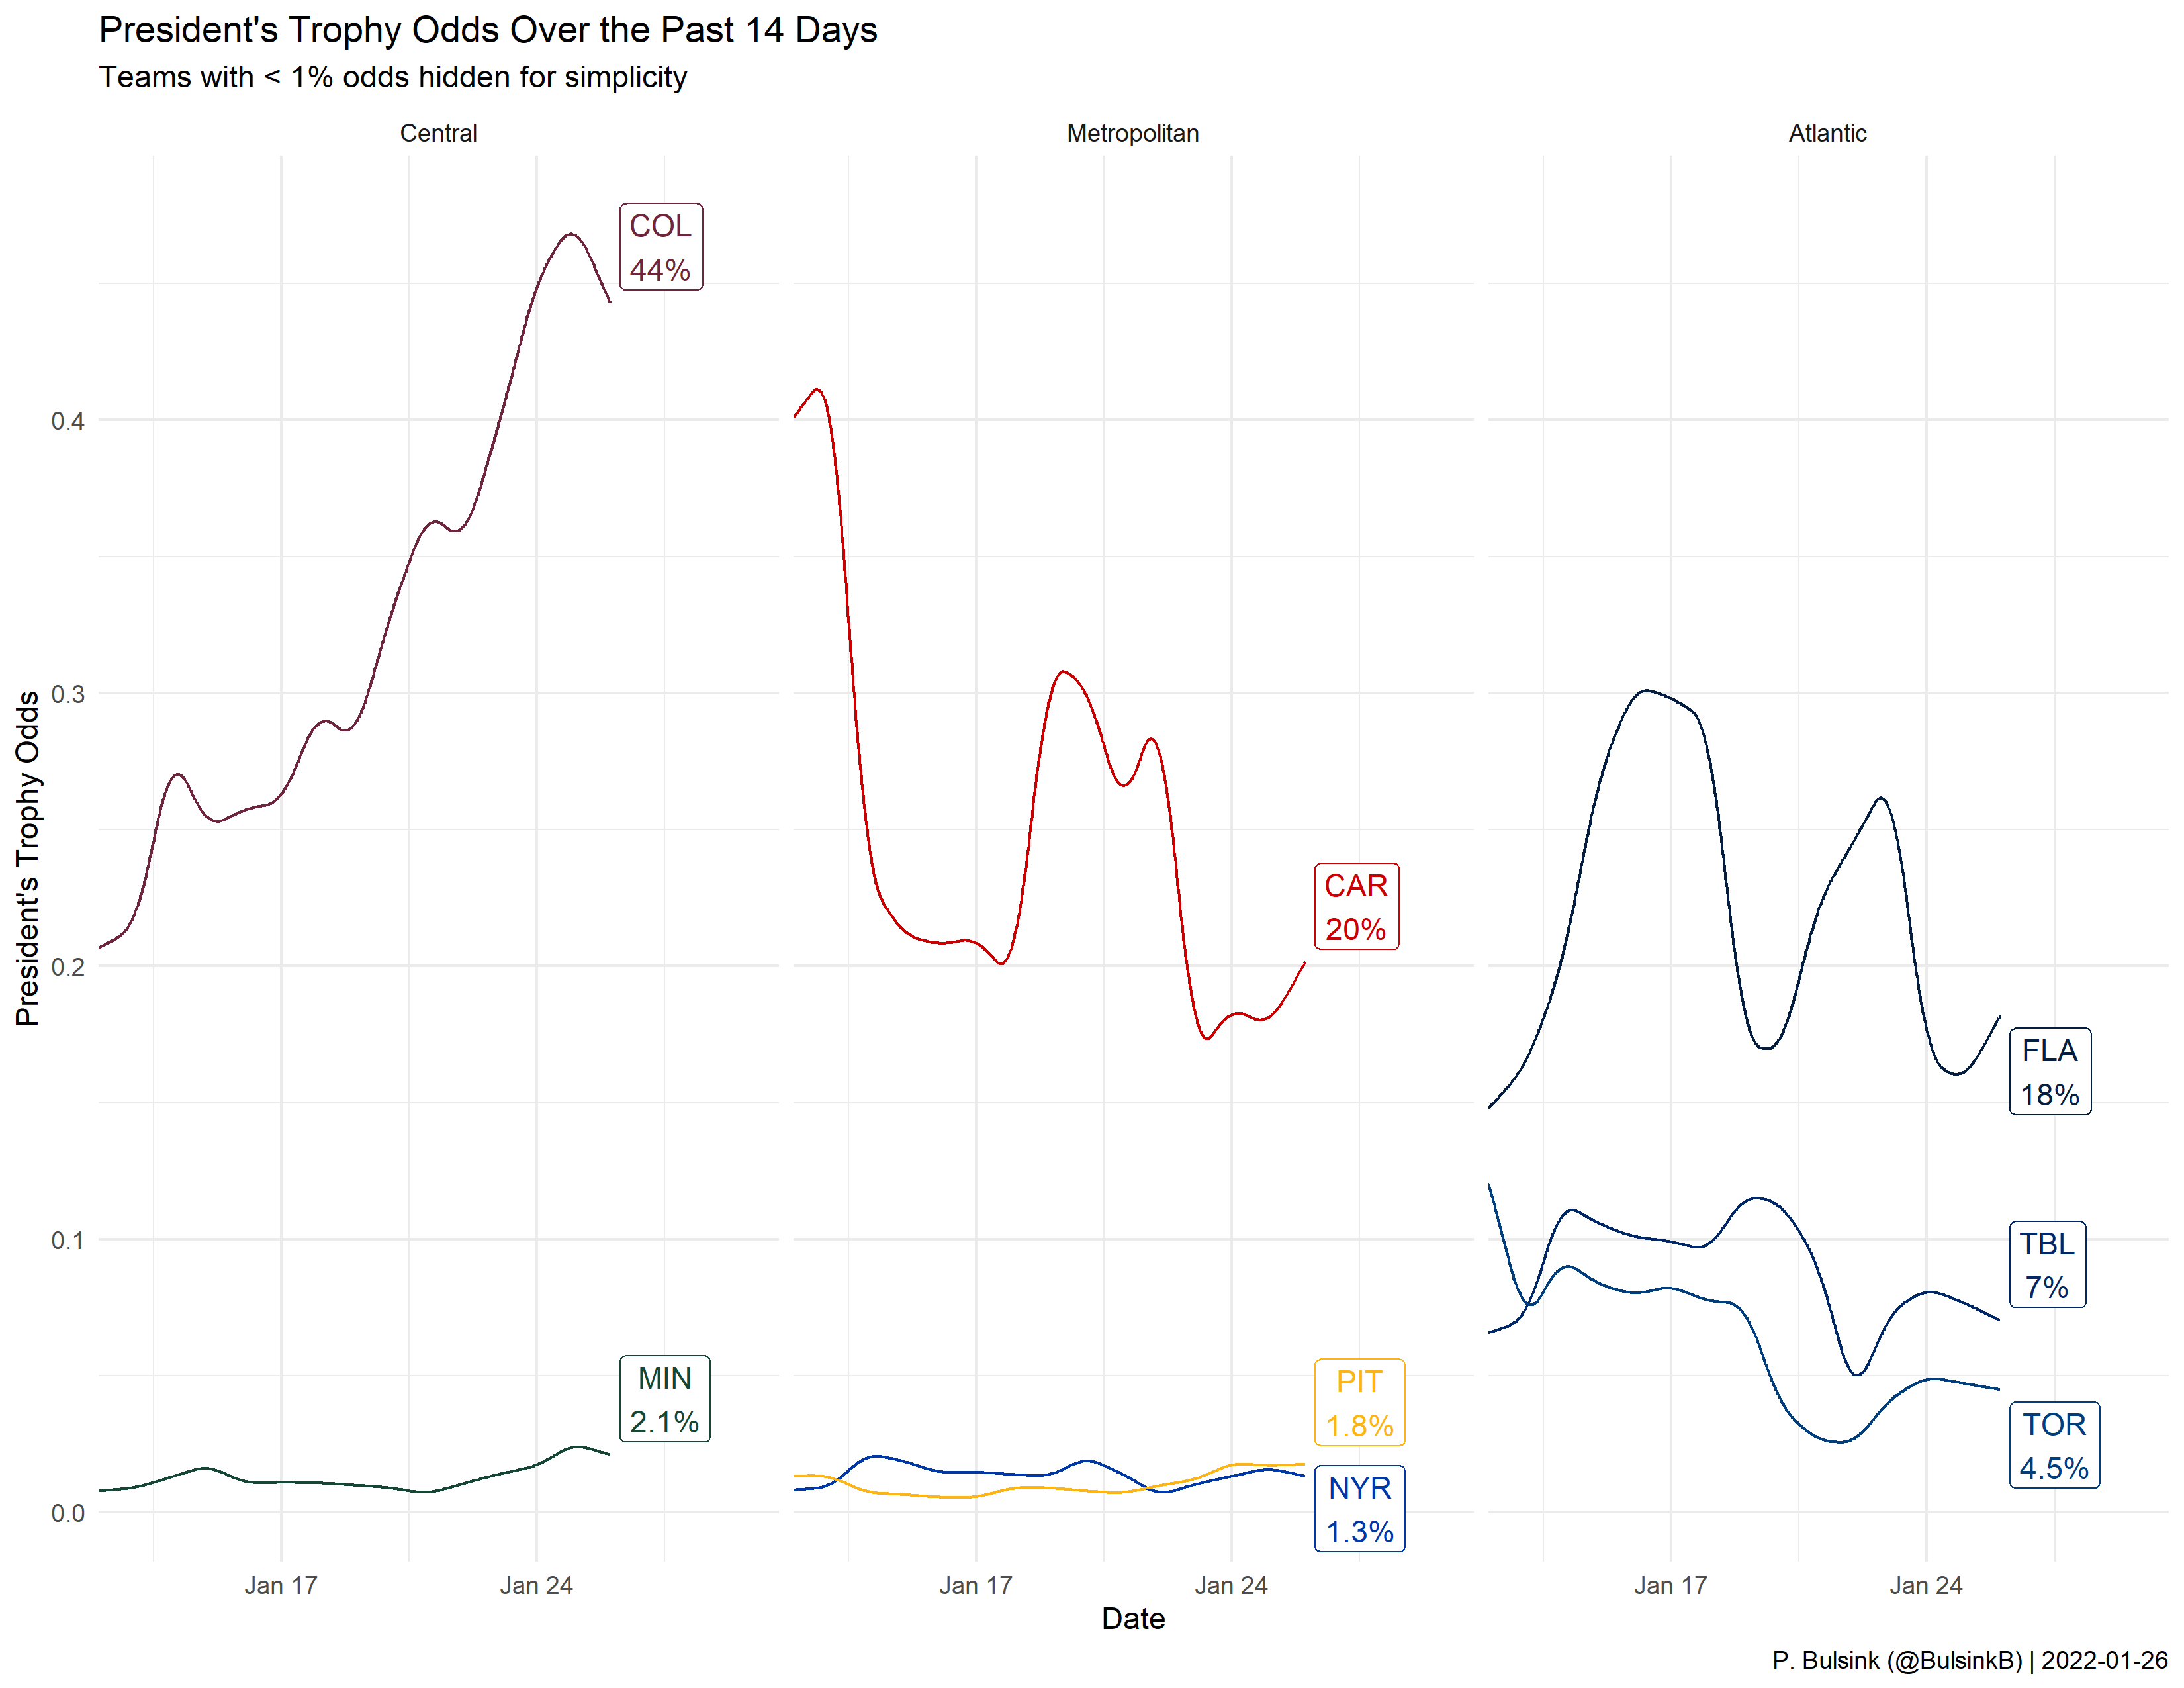 President's Trophy Odds Over the Past 14 Days
Teams with < 1% odds hidden for simplicity
Central
Metropolitan
Atlantic
President's Trophy Odds
0.4
0.3
0.2
0.1
0.0
COL
44%
MIN
2.1%
CAR
20%
PIT
1.8%
NYR
1.3%
FLA
18%
TBL
7%
TOR
4.5%
Jan 17
Jan 24
Jan 17
Jan 24
Jan 17
Jan 24
Date
P. Bulsink (@BulsinkB) | 2022-01-26